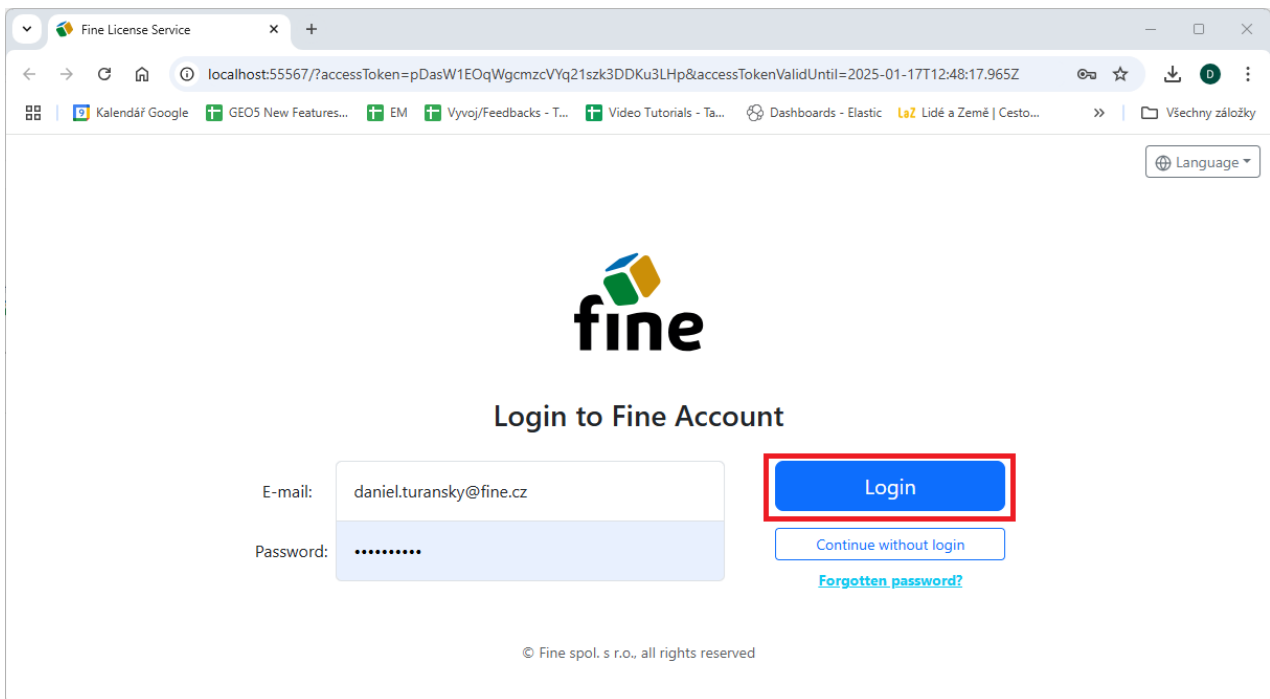 Fine License Service
localhost:55567/?accessToken=pDasW1EOqWgcmzcVYq21szk3DDKu3LHp&accessTokenValidUntil=2025-01-17T12:48:17.965Z
D
9 Kalendář Google GEO5 New Features... EM Vyvoj/Feedbacks - T... Video Tutorials - Ta... Dashboards - Elastic LaZ Lidé a Země | Cesto... » Všechny záložky
Language
fine
Login to Fine Account
E-mail: daniel.turansky@fine.cz Login
Password: •••••••••• Continue without login
Forgotten password?
© Fine spol. s r.o., all rights reserved